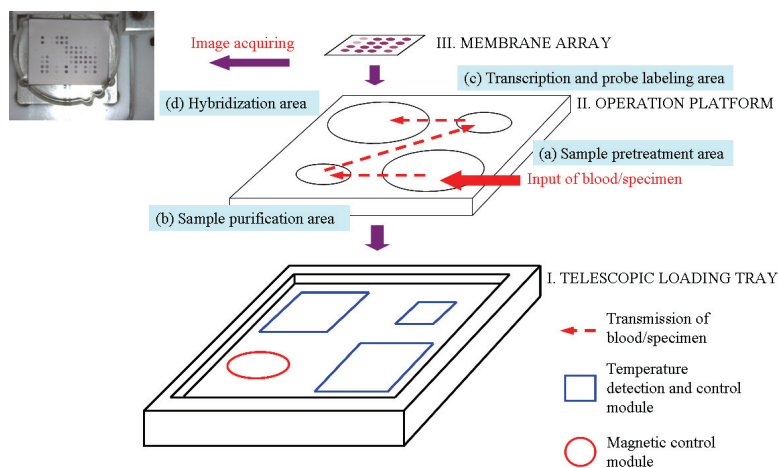 Image acquiring
III. MEMBRANE ARRAY
(c) Transcription and probe labeling area
(d) Hybridization area
II. OPERATION PLATFORM
(a) Sample pretreatment area
Input of blood/specimen
(b) Sample purification area
I. TELESCOPIC LOADING TRAY
Transmission of
blood/specimen
Temperature
detection and control
module
Magnetic control
module